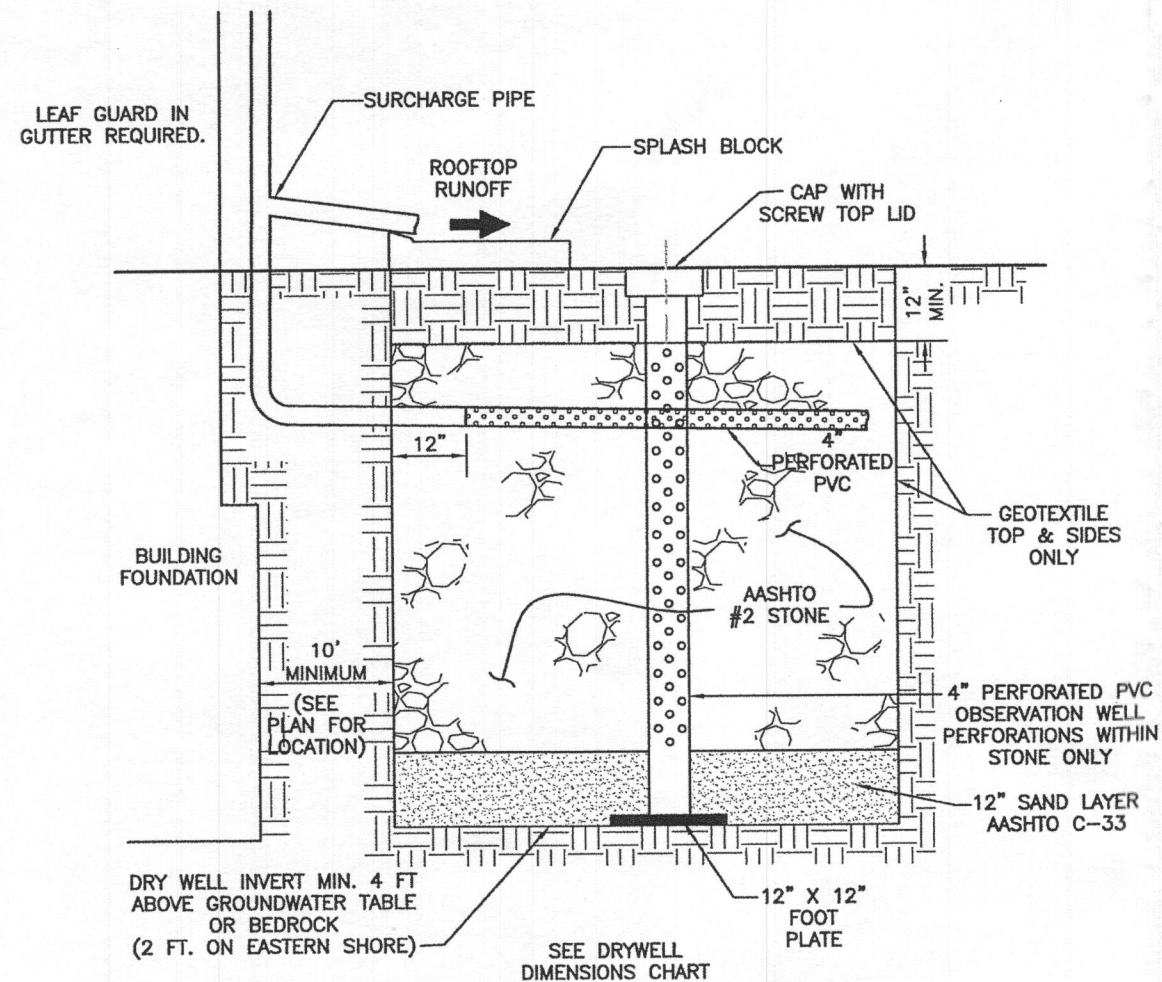 LEAF GUARD IN
GUTTER REQUIRED.
SURCHARGE PIPE
ROOFTOP
RUNOFF
SPLASH BLOCK
CAP WITH
SCREW TOP LID
12"
MIN.
12"
4"
PERFORATED
PVC
GEOTEXTILE
TOP & SIDES
ONLY
BUILDING
FOUNDATION
AASHTO
#2 STONE
10'
MINIMUM
(SEE
PLAN FOR
LOCATION)
4" PERFORATED PVC
OBSERVATION WELL
PERFORATIONS WITHIN
STONE ONLY
12" SAND LAYER
AASHTO C-33
DRY WELL INVERT MIN. 4 FT
ABOVE GROUNDWATER TABLE
OR BEDROCK
(2 FT. ON EASTERN SHORE)
12" X 12"
FOOT
PLATE
SEE DRYWELL
DIMENSIONS CHART